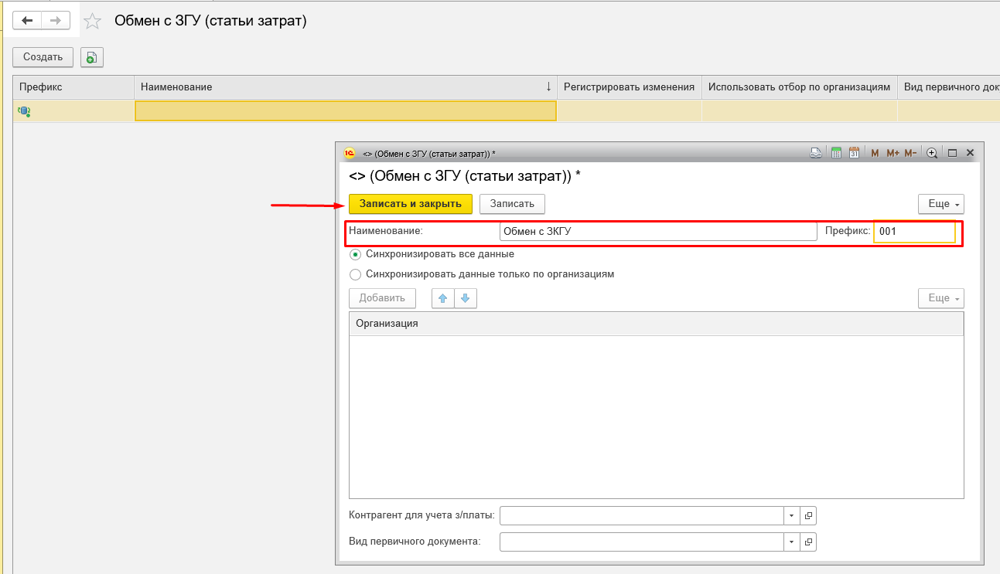 Обмен с ЗГУ (статьи затрат)
Создать
Префикс Наименование ↓ Регистрировать изменения Использовать отбор по организациям Вид первичного док
<> (Обмен с ЗГУ (статьи затрат)) * 31 M M+ M-
<> (Обмен с ЗГУ (статьи затрат)) *
Записать и закрыть Записать Еще
Наименование: Обмен с ЗКГУ Префикс: 001
Синхронизировать все данные
Синхронизировать данные только по организациям
Добавить Еще
Организация
Контрагент для учета з/платы:
Вид первичного документа: